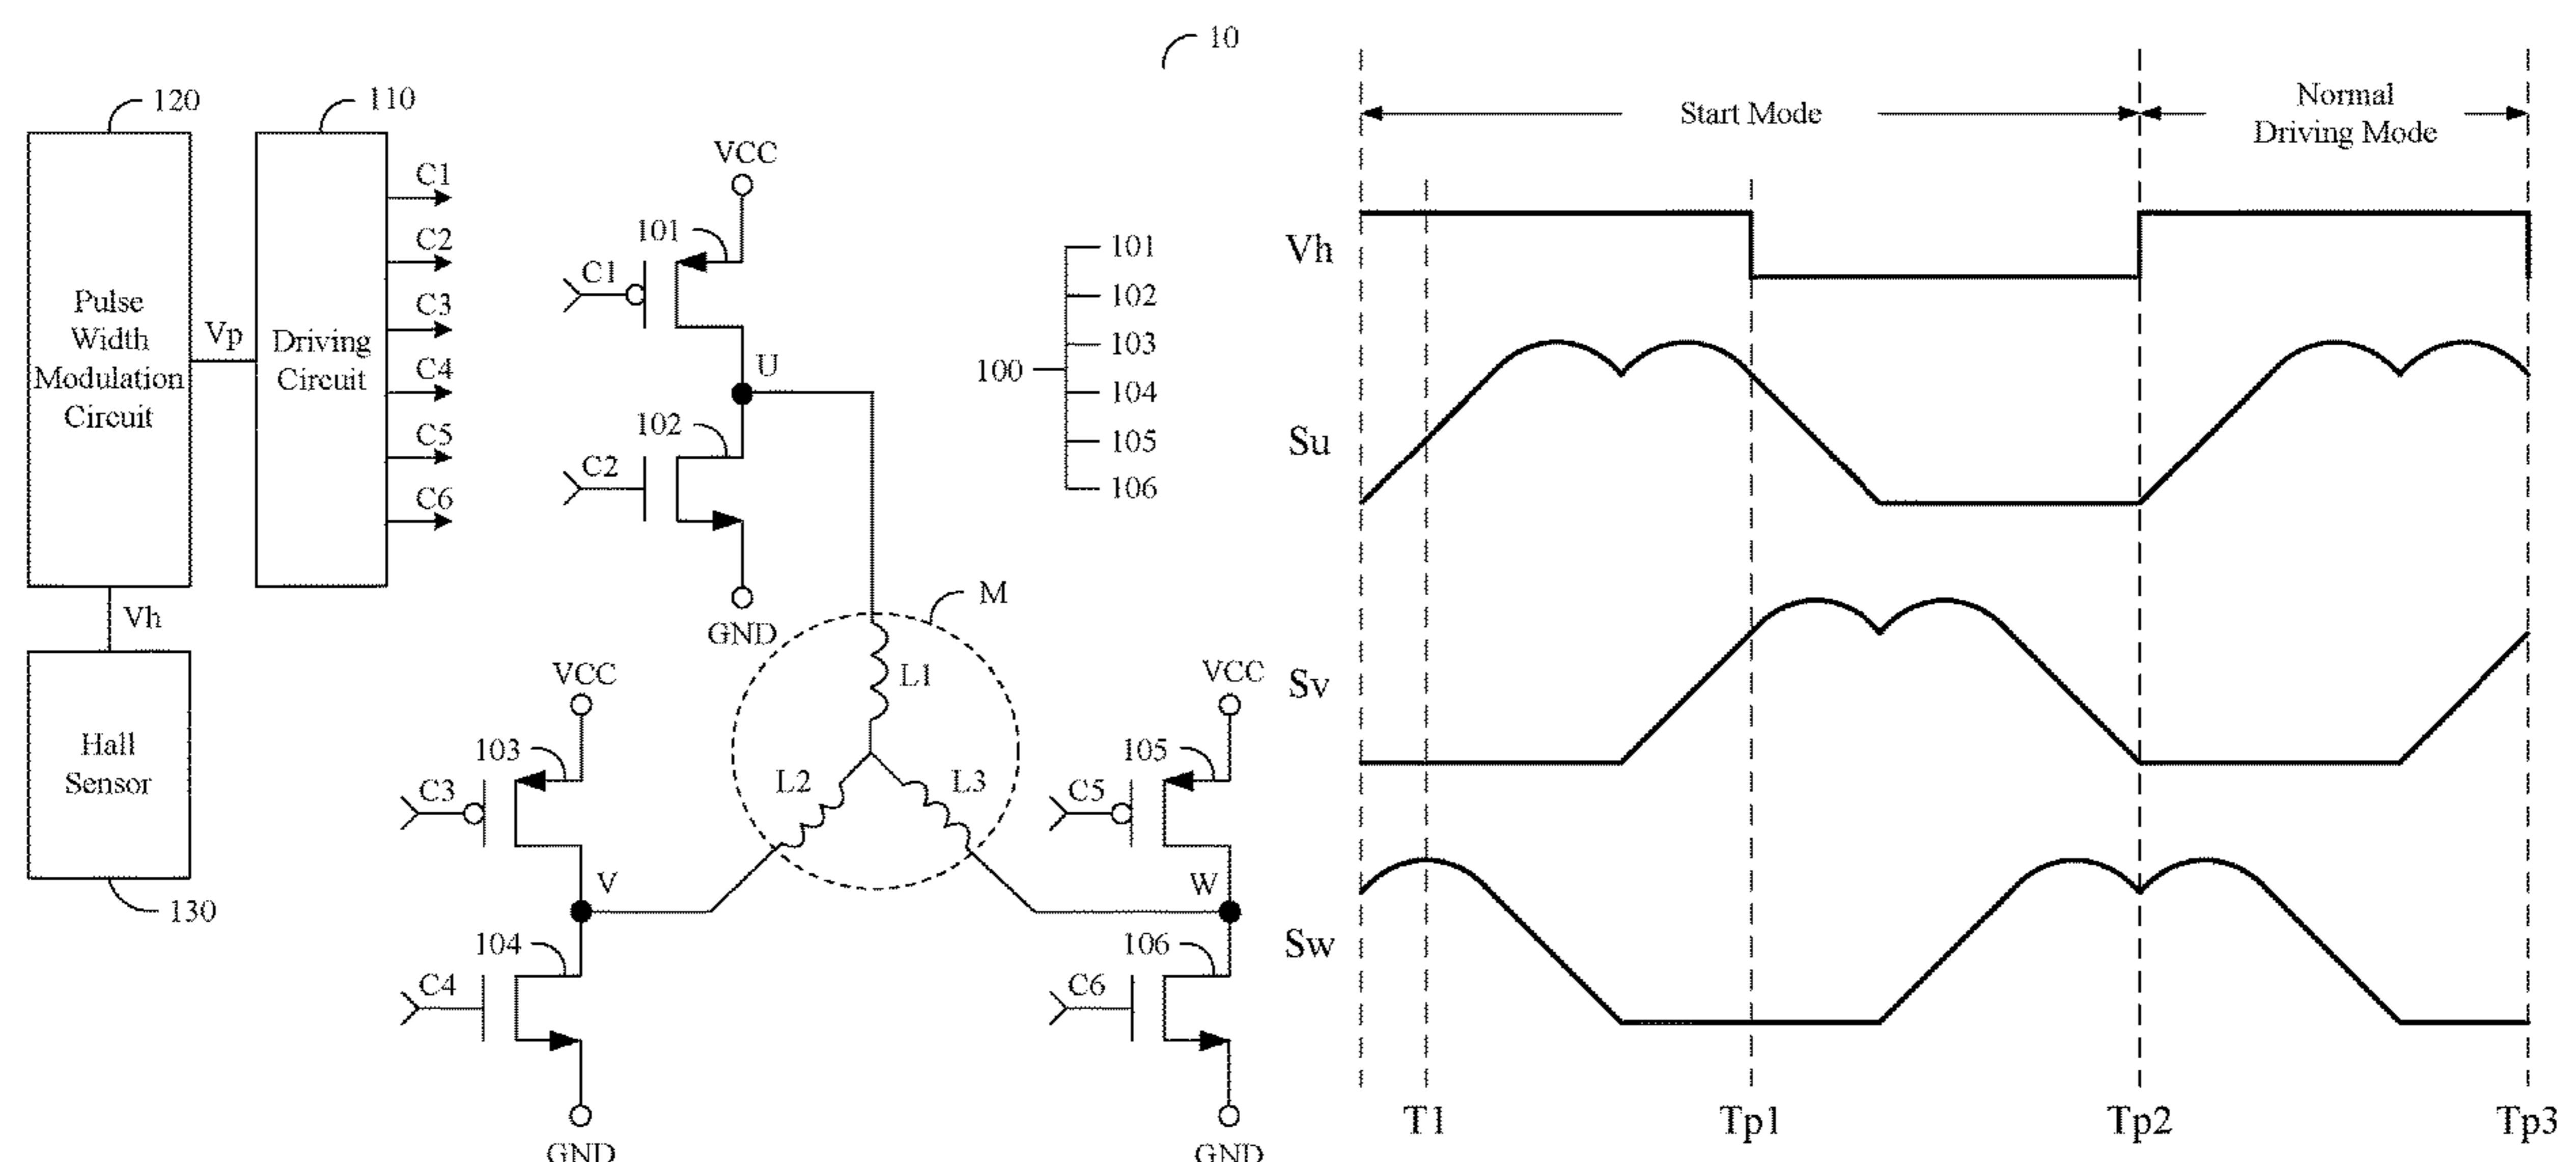 10
120
110
Pulse
Width
Modulation
Circuit
Vp
Driving
Circuit
C1
C2
C3
C4
C5
C6
Vh
Hall
Sensor
130
VCC
101
C1
U
102
C2
GND
100
101
102
103
104
105
106
M
L1
L2
L3
VCC
103
C3
V
104
C4
GND
VCC
105
C5
W
106
C6
GND
Start Mode
Normal
Driving Mode
Vh
Su
Sv
Sw
T1
Tp1
Tp2
Tp3